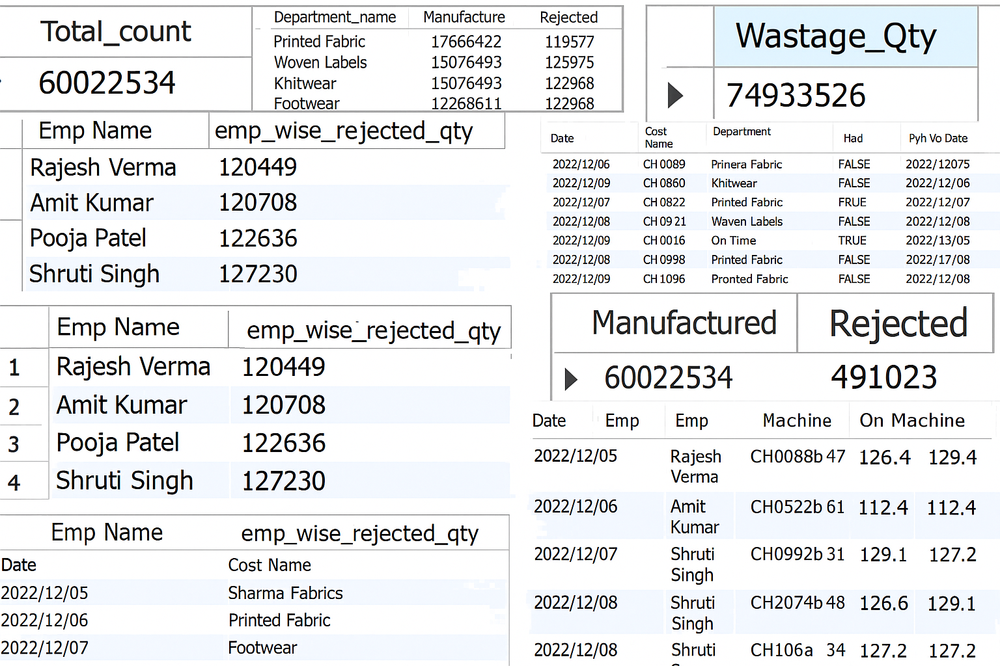 Total_count
60022534
Department_name Manufacture Rejected
Printed Fabric 17666422 119577
Woven Labels 15076493 125975
Khitwear 15076493 122968
Footwear 12268611 122968
Wastage_Qty
74933526
Emp Name emp_wise_rejected_qty
Rajesh Verma 120449
Amit Kumar 120708
Pooja Patel 122636
Shruti Singh 127230
Date Cost Name Department Had Pyh Vo Date
2022/12/06 CH 0089 Prinera Fabric FALSE 2022/12075
2022/12/09 CH 0860 Khitwear FALSE 2022/12/06
2022/12/07 CH 0822 Printed Fabric FRUE 2022/12/07
2022/12/08 CH 09 21 Waven Labels FALSE 2022/12/08
2022/12/09 CH 0016 On Time TRUE 2022/13/05
2022/12/08 CH 0998 Printed Fabric FALSE 2022/17/08
2022/12/09 CH 1096 Pronted Fabric FALSE 2022/12/08
Emp Name emp_wise_rejected_qty
1 Rajesh Verma 120449
2 Amit Kumar 120708
3 Pooja Patel 122636
4 Shruti Singh 127230
Manufactured Rejected
60022534 491023
Emp Name emp_wise_rejected_qty
Date Cost Name
2022/12/05 Sharma Fabrics
2022/12/06 Printed Fabric
2022/12/07 Footwear
Date Emp Emp Machine On Machine
2022/12/05 Rajesh Verma CH0088b 47 126.4 129.4
2022/12/06 Amit Kumar CH0522b 61 112.4 112.4
2022/12/07 Shruti Singh CH0992b 31 129.1 127.2
2022/12/08 Shruti Singh CH2074b 48 126.6 129.1
2022/12/08 Shruti CH106a 34 127.2 127.2